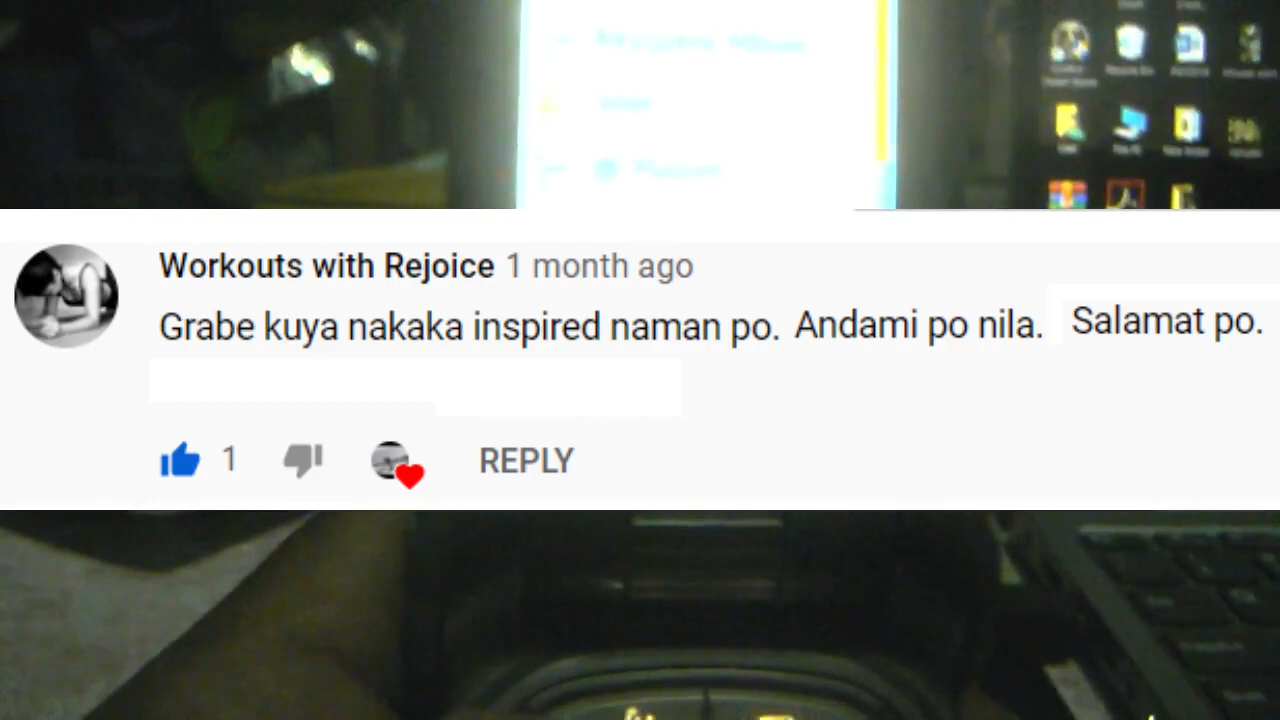 Workouts with Rejoice 1 month ago
Grabe kuya nakaka inspired naman po. Andami po nila. Salamat po.
1 REPLY